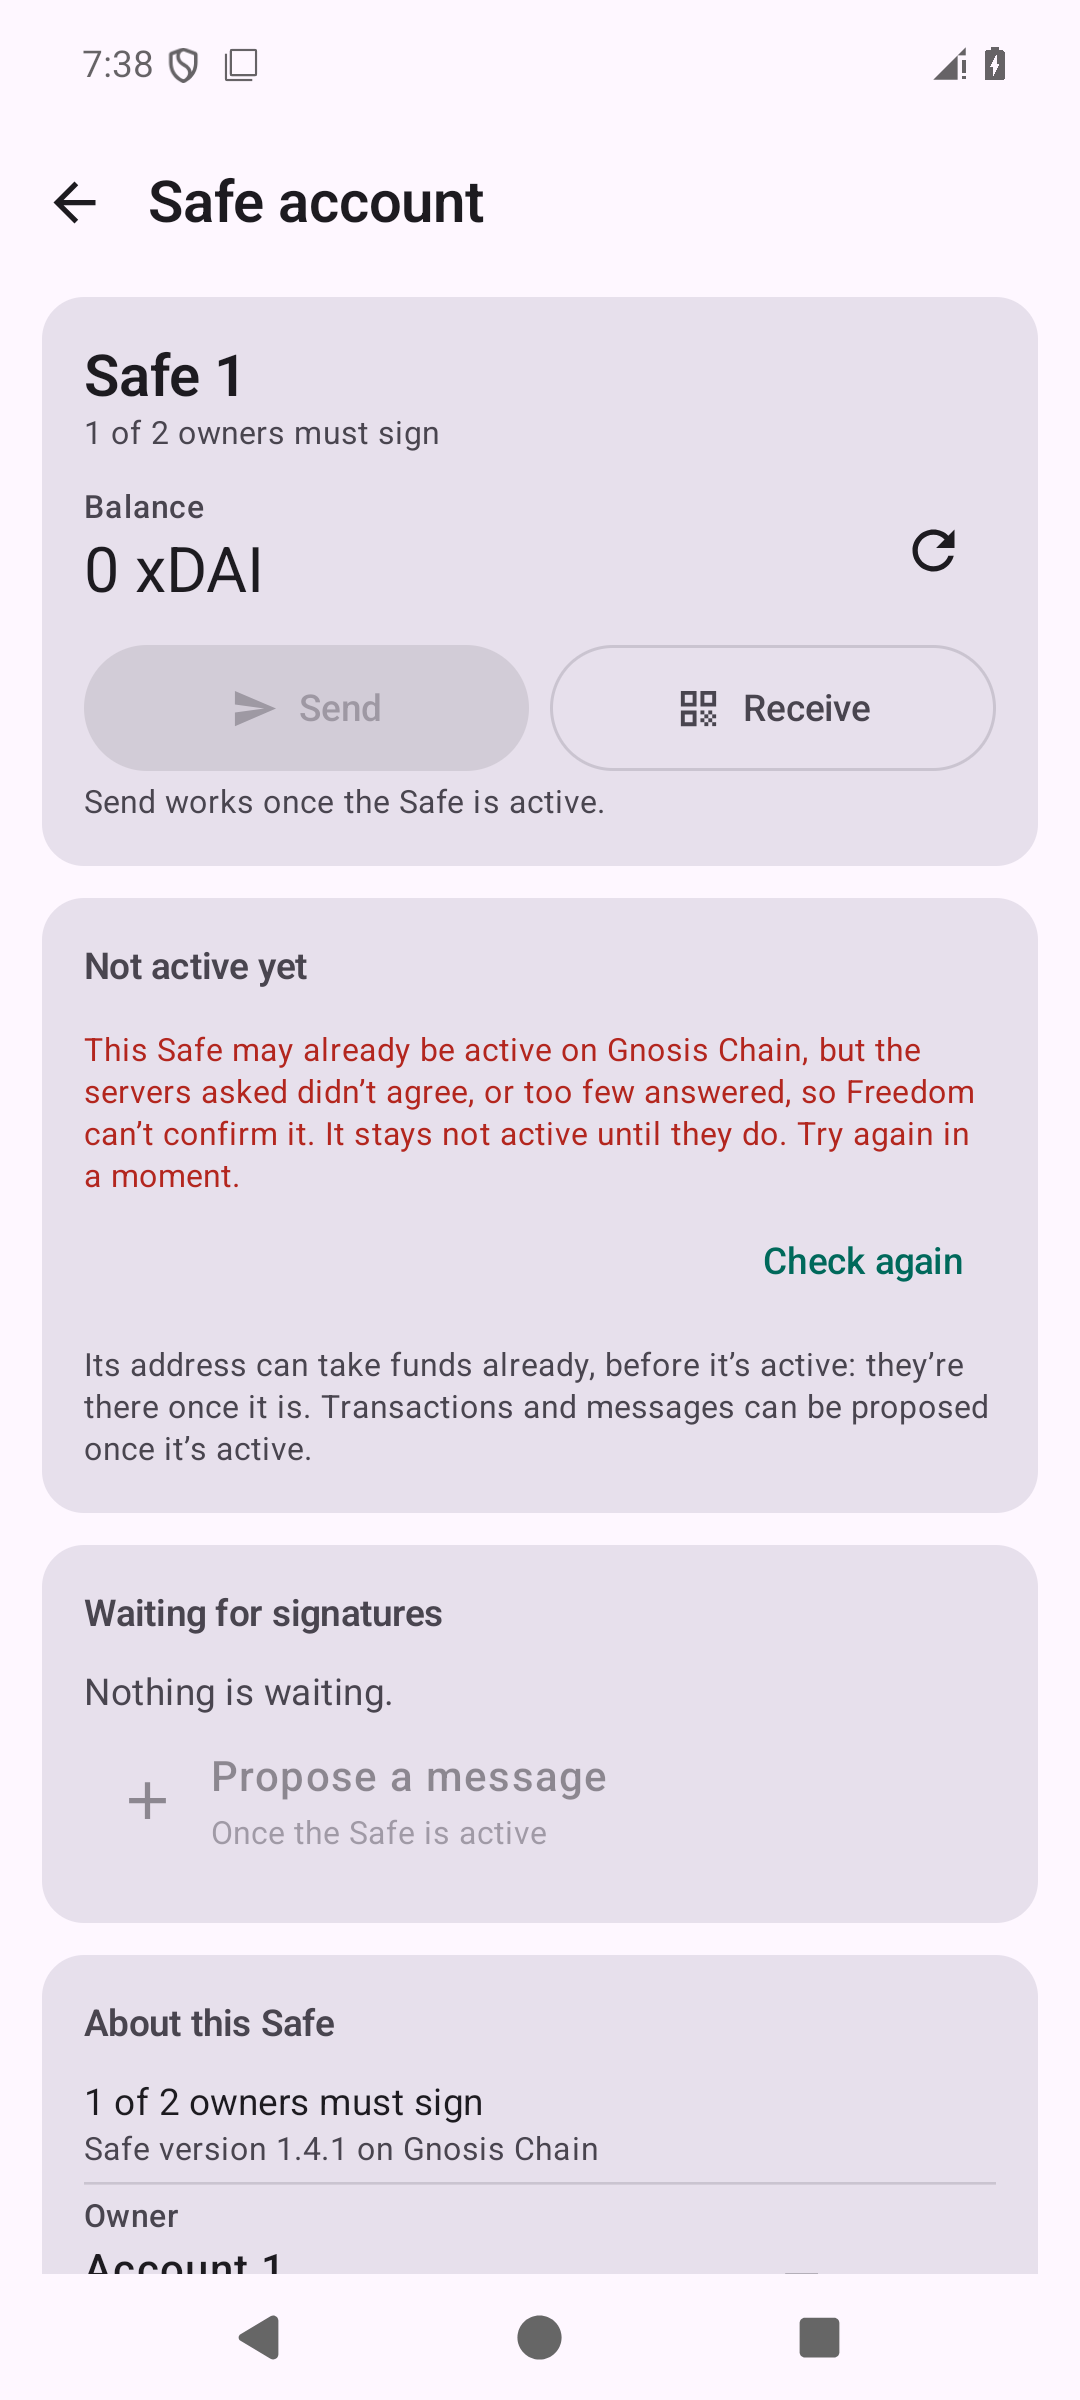 7:38
Safe account
Safe 1
1 of 2 owners must sign
Balance
0 xDAI
Send
Receive
Send works once the Safe is active.
Not active yet
This Safe may already be active on Gnosis Chain, but the
servers asked didn’t agree, or too few answered, so Freedom
can’t confirm it. It stays not active until they do. Try again in
a moment.
Check again
Its address can take funds already, before it’s active: they’re
there once it is. Transactions and messages can be proposed
once it’s active.
Waiting for signatures
Nothing is waiting.
Propose a message
Once the Safe is active
About this Safe
1 of 2 owners must sign
Safe version 1.4.1 on Gnosis Chain
Owner
Account 1